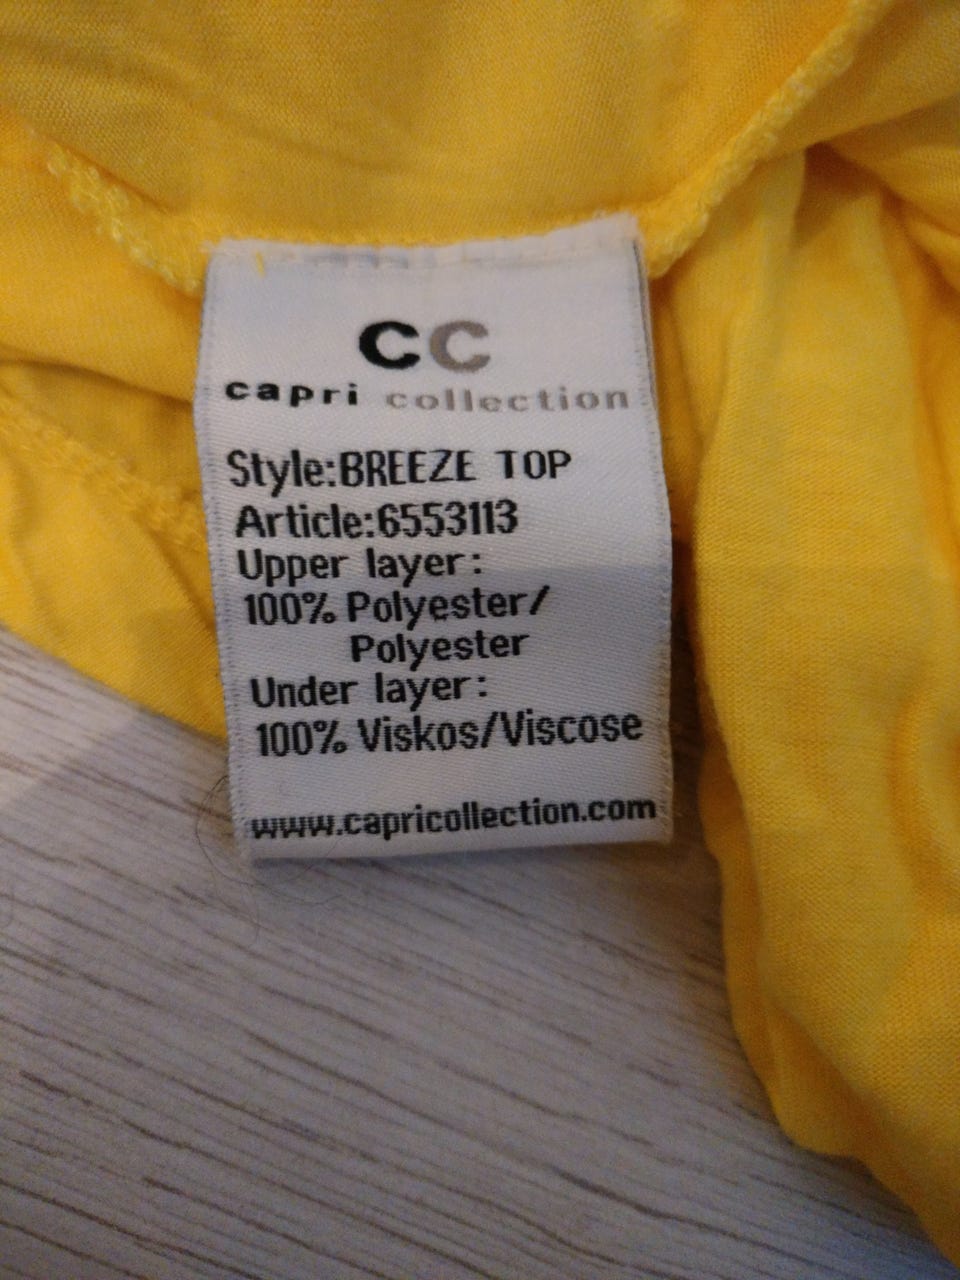 CC
capri collection
Style:BREEZE TOP
Article:6553113
Upper layer:
100% Polyester/
Polyester
Under layer:
100% Viskos/Viscose
www.capricollection.com